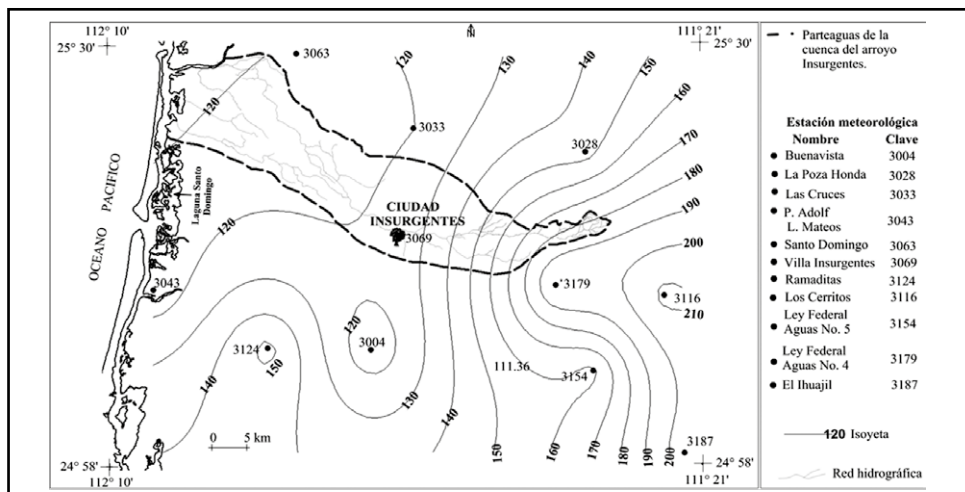 112° 10'
25° 30'
N
111° 21'
25° 30'
3063
120
130
140
150
160
170
180
190
200
210
120
3033
3028
OCEANO PACIFICO
Laguna Santo
Domingo
CIUDAD
INSURGENTES
3069
120
3043
3179
3116
120
3004
3124
150
111.36
3154
140
130
140
150
160
170
180
190
200
3187
0 5 km
24° 58'
112° 10'
24° 58'
111° 21'
Parteaguas de la
cuenca del arroyo
Insurgentes.
Estación meteorológica
Nombre Clave
Buenavista 3004
La Poza Honda 3028
Las Cruces 3033
P. Adolf
L. Mateos 3043
Santo Domingo 3063
Villa Insurgentes 3069
Ramaditas 3124
Los Cerritos 3116
Ley Federal
Aguas No. 5 3154
Ley Federal
Aguas No. 4 3179
El Ihuajil 3187
120 Isoyeta
Red hidrográfica